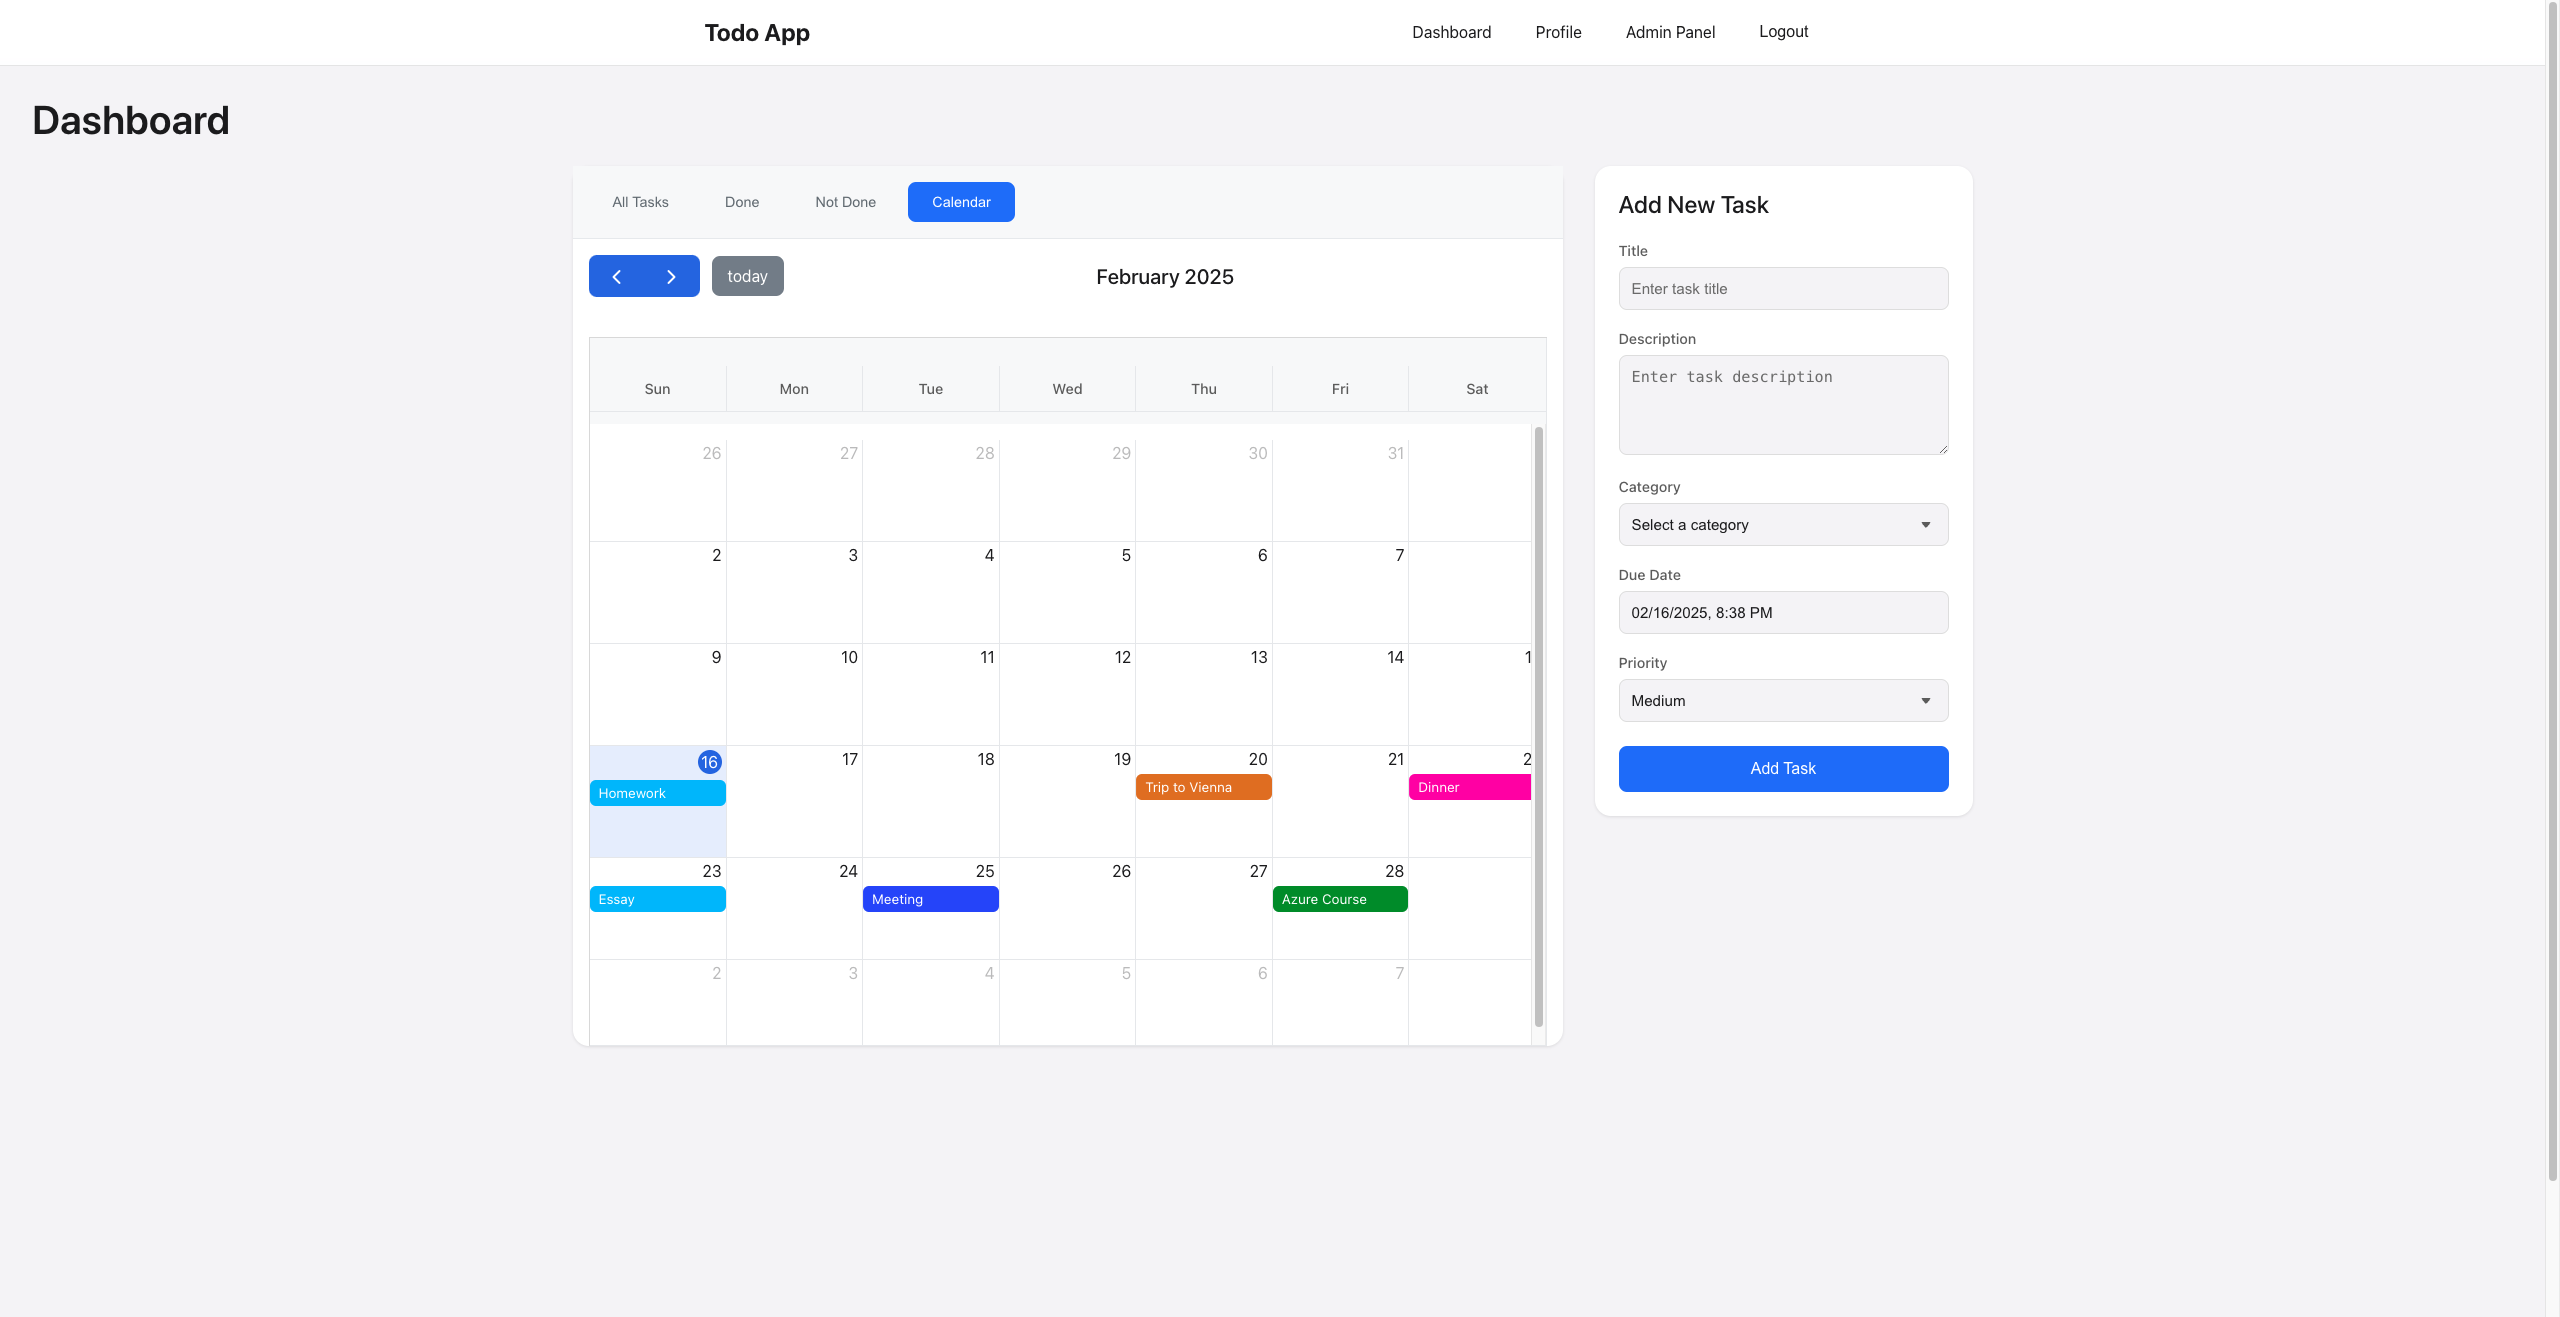 Todo App
Dashboard
Profile
Admin Panel
Logout
Dashboard
All Tasks
Done
Not Done
Calendar
today
February 2025
Sun Mon Tue Wed Thu Fri Sat
26 27 28 29 30 31
2 3 4 5 6 7
9 10 11 12 13 14 1
16 17 18 19 20 21 2
Homework
Trip to Vienna
Dinner
23 24 25 26 27 28
Essay
Meeting
Azure Course
2 3 4 5 6 7
Add New Task
Title
Enter task title
Description
Enter task description
Category
Select a category
Due Date
02/16/2025, 8:38 PM
Priority
Medium
Add Task